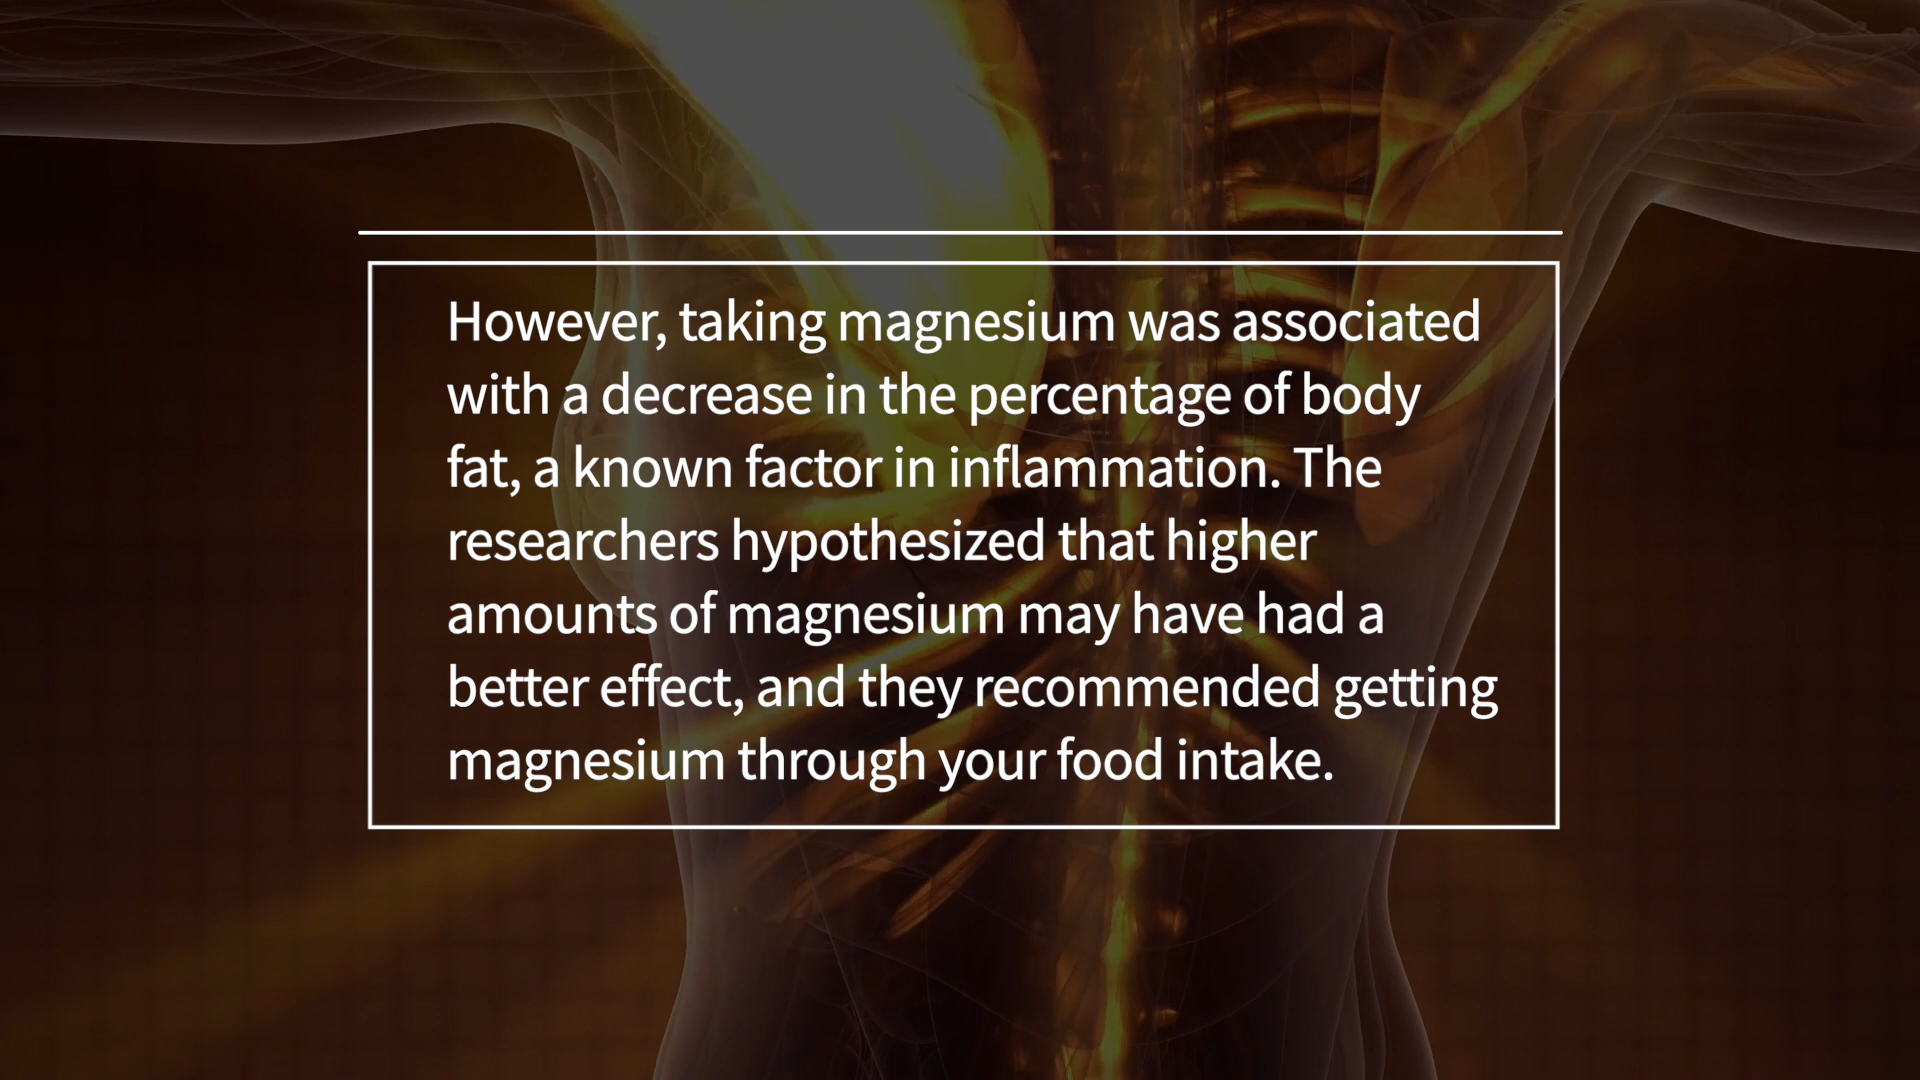 However, taking magnesium was associated
with a decrease in the percentage of body
fat, a known factor in inflammation. The
researchers hypothesized that higher
amounts of magnesium may have had a
better effect, and they recommended getting
magnesium through your food intake.